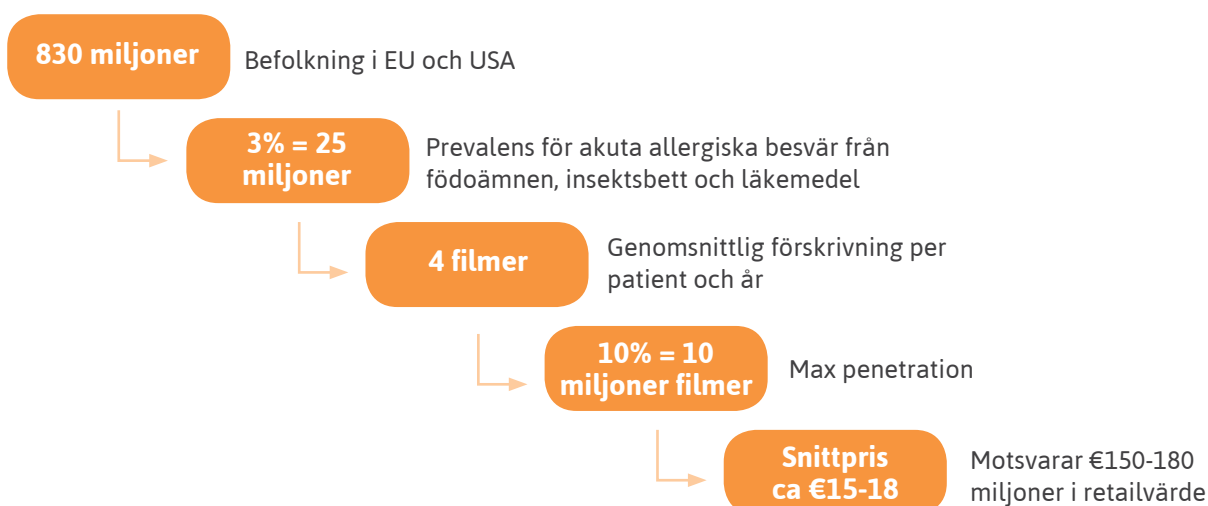 830 miljoner
Befolkning i EU och USA
3% = 25
miljoner
Prevalens för akuta allergiska besvär från
födoämnen, insektsbett och läkemedel
4 filmer
Genomsnittlig förskrivning per
patient och år
10% = 10
miljoner filmer
Max penetration
Snittpris
ca €15-18
Motsvarar €150-180
miljoner i retailvärde